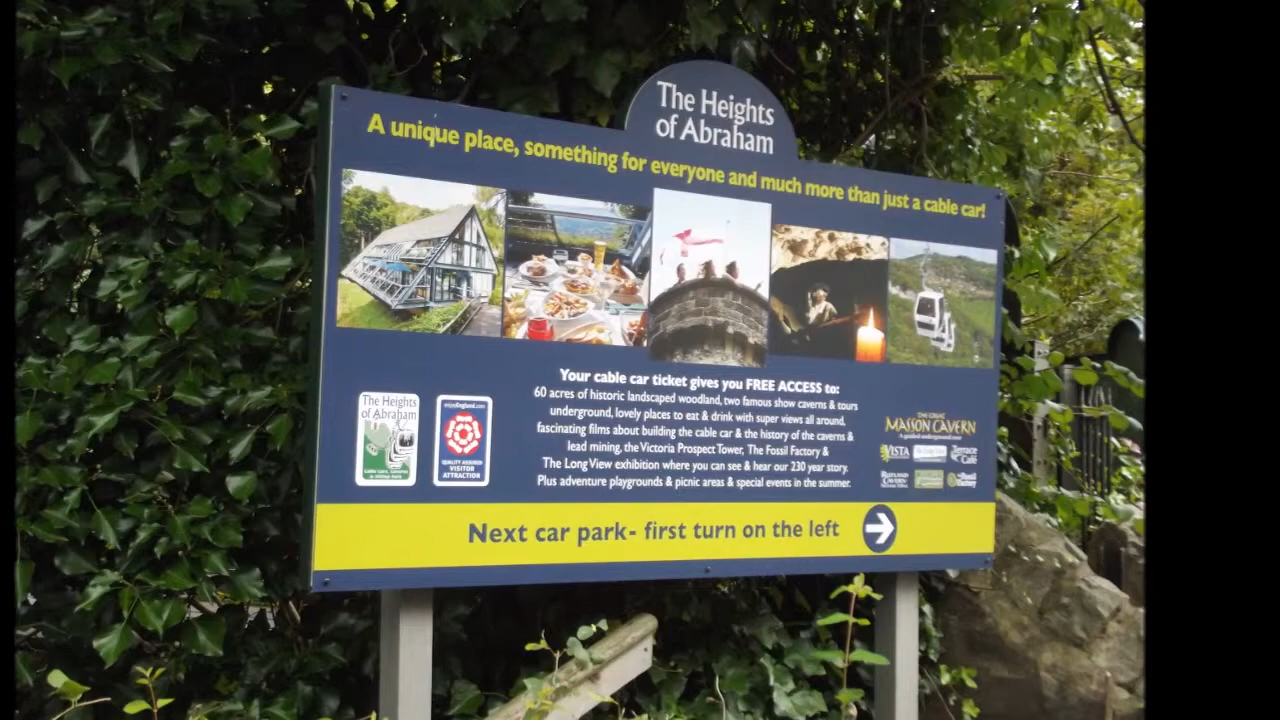 The Heights
of Abraham
A unique place, something for everyone and much more than just a cable car!
Your cable car ticket gives you FREE ACCESS to:
60 acres of historic landscaped woodland, two famous show caverns & tours
underground, lovely places to eat & drink with super views all around,
fascinating films about building the cable car & the history of the caverns &
lead mining, the Victoria Prospect Tower, The Fossil Factory &
The Long View exhibition where you can see & hear our 230 year story.
Plus adventure playgrounds & picnic areas & special events in the summer.
The Heights
of Abraham
QUALITY ASSURED
VISITOR
ATTRACTION
THE GREAT
MASSON CAVERN
VISTA
Terrace
Café
Next car park- first turn on the left